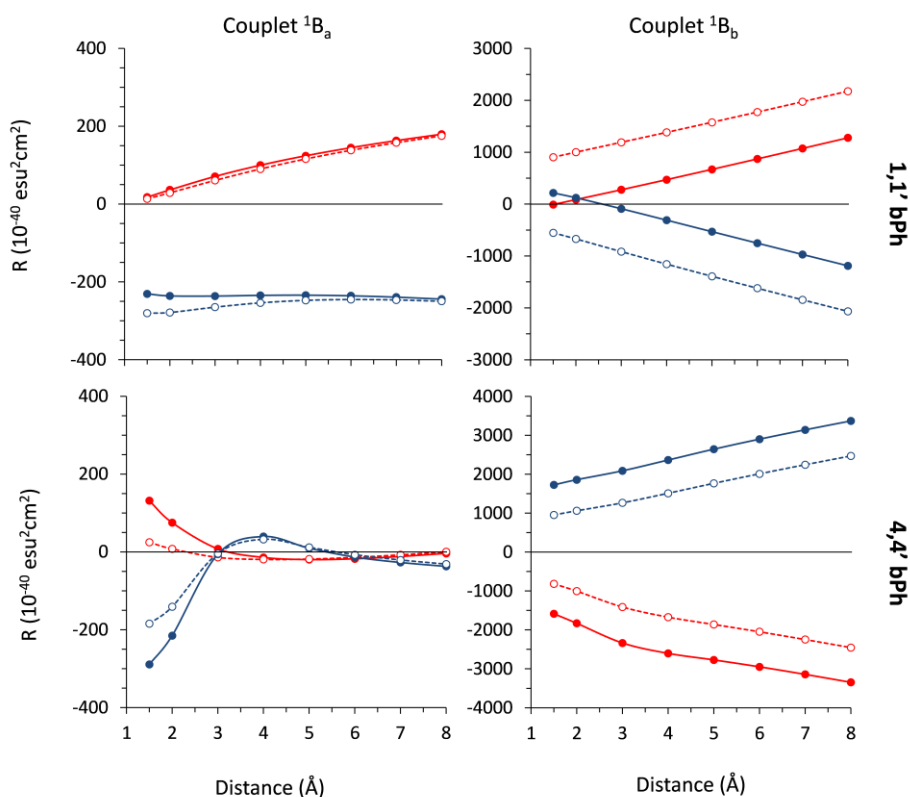 Couplet ¹Bₐ
Couplet ¹B_b
400
200
0
-200
-400
R (10⁻⁴⁰ esu²cm²)
3000
2000
1000
0
-1000
-2000
-3000
1,1’ bPh
400
200
0
-200
-400
R (10⁻⁴⁰ esu²cm²)
1 2 3 4 5 6 7 8
Distance (Å)
4000
3000
2000
1000
0
-1000
-2000
-3000
-4000
1 2 3 4 5 6 7 8
Distance (Å)
4,4’ bPh